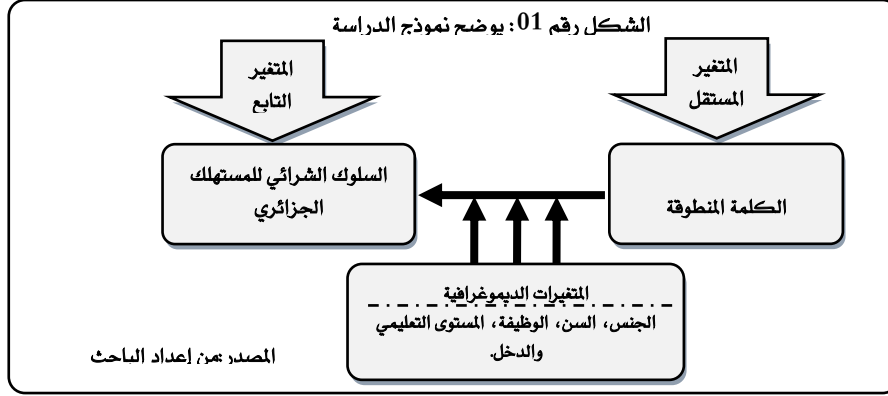 الشكل رقم 01: يوضح نموذج الدراسة
المتغير
المستقل
المتغير
التابع
الكلمة المنطوقة
السلوك الشرائي للمستهلك
الجزائري
المتغيرات الديموغرافية
الجنس، السن، الوظيفة، المستوى التعليمي
والدخل.
المصدر :من إعداد الباحث